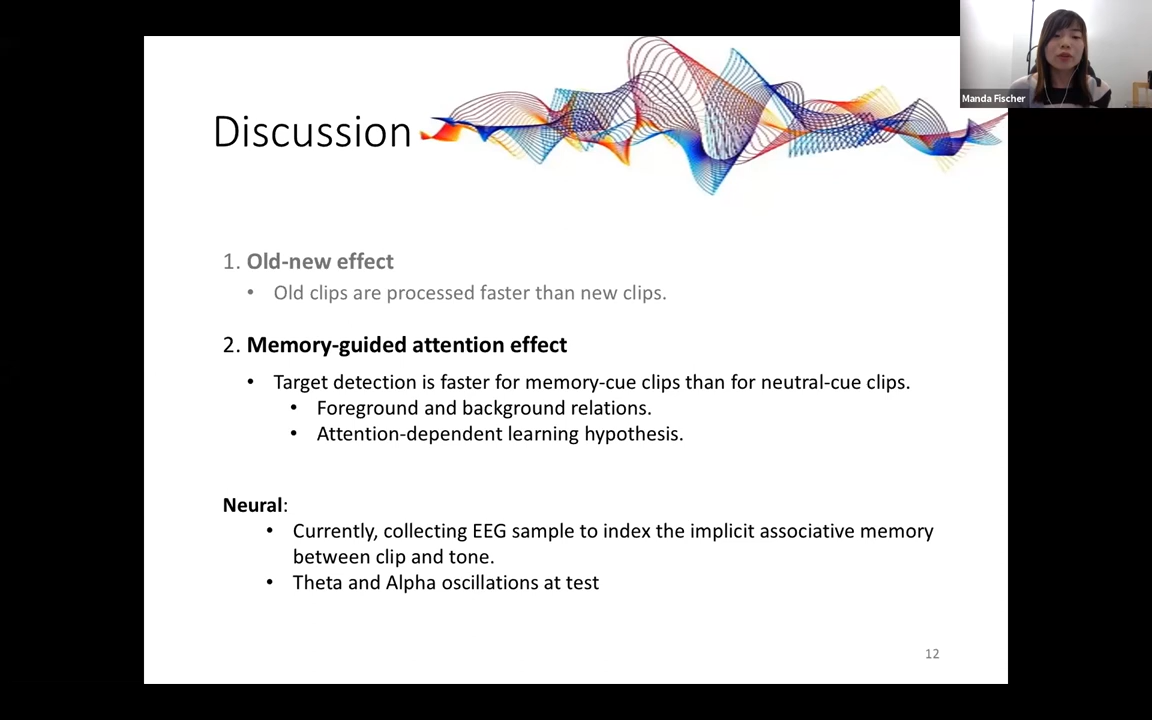 Manda Fischer
Discussion
1. Old-new effect
• Old clips are processed faster than new clips.
2. Memory-guided attention effect
• Target detection is faster for memory-cue clips than for neutral-cue clips.
• Foreground and background relations.
• Attention-dependent learning hypothesis.
Neural:
• Currently, collecting EEG sample to index the implicit associative memory
between clip and tone.
• Theta and Alpha oscillations at test
12